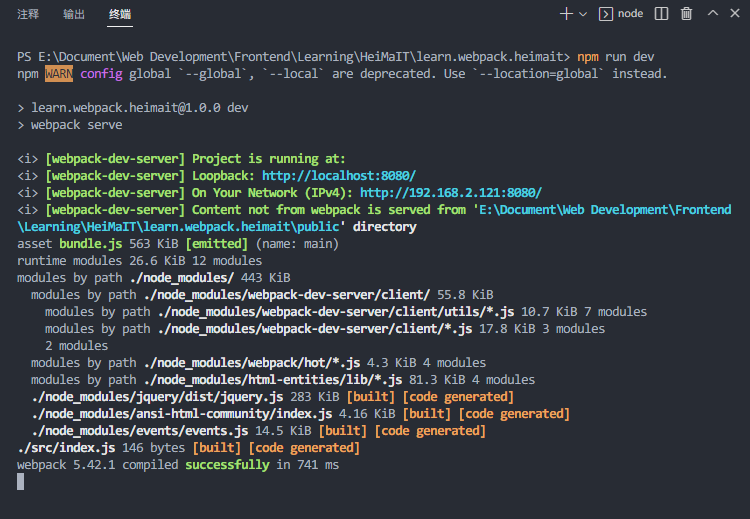 注释 输出 终端 node
PS E:\Document\Web Development\Frontend\Learning\HeiMaIT\learn.webpack.heimait> npm run dev
npm WARN config global `--global`, `--local` are deprecated. Use `--location=global` instead.
> learn.webpack.heimait@1.0.0 dev
> webpack serve
<i> [webpack-dev-server] Project is running at:
<i> [webpack-dev-server] Loopback: http://localhost:8080/
<i> [webpack-dev-server] On Your Network (IPv4): http://192.168.2.121:8080/
<i> [webpack-dev-server] Content not from webpack is served from 'E:\Document\Web Development\Frontend
\Learning\HeiMaIT\learn.webpack.heimait\public' directory
asset bundle.js 563 KiB [emitted] (name: main)
runtime modules 26.6 KiB 12 modules
modules by path ./node_modules/ 443 KiB
  modules by path ./node_modules/webpack-dev-server/client/ 55.8 KiB
    modules by path ./node_modules/webpack-dev-server/client/utils/*.js 10.7 KiB 7 modules
    modules by path ./node_modules/webpack-dev-server/client/*.js 17.8 KiB 3 modules
    2 modules
  modules by path ./node_modules/webpack/hot/*.js 4.3 KiB 4 modules
  modules by path ./node_modules/html-entities/lib/*.js 81.3 KiB 4 modules
  ./node_modules/jquery/dist/jquery.js 283 KiB [built] [code generated]
  ./node_modules/ansi-html-community/index.js 4.16 KiB [built] [code generated]
  ./node_modules/events/events.js 14.5 KiB [built] [code generated]
./src/index.js 146 bytes [built] [code generated]
webpack 5.42.1 compiled successfully in 741 ms